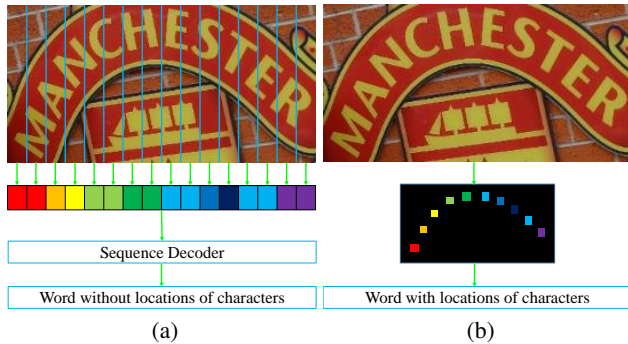 MANCHESTER
MANCHESTER
Sequence Decoder
Word without locations of characters
Word with locations of characters
(a)
(b)